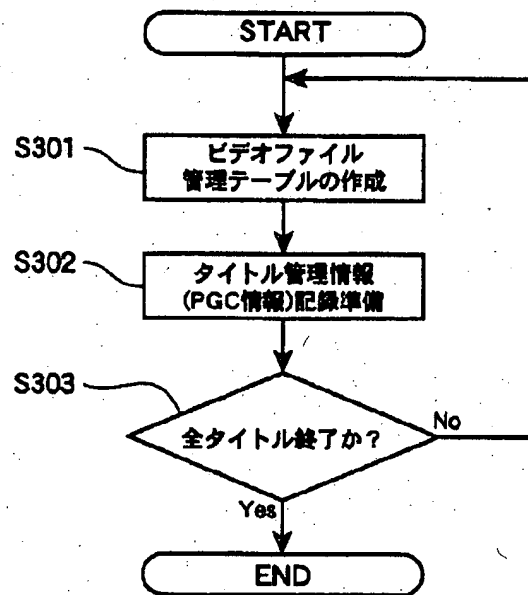 START
S301
ビデオファイル
管理テーブルの作成
S302
タイトル管理情報
(PGC情報)記録準備
S303
全タイトル終了か?
No
Yes
END